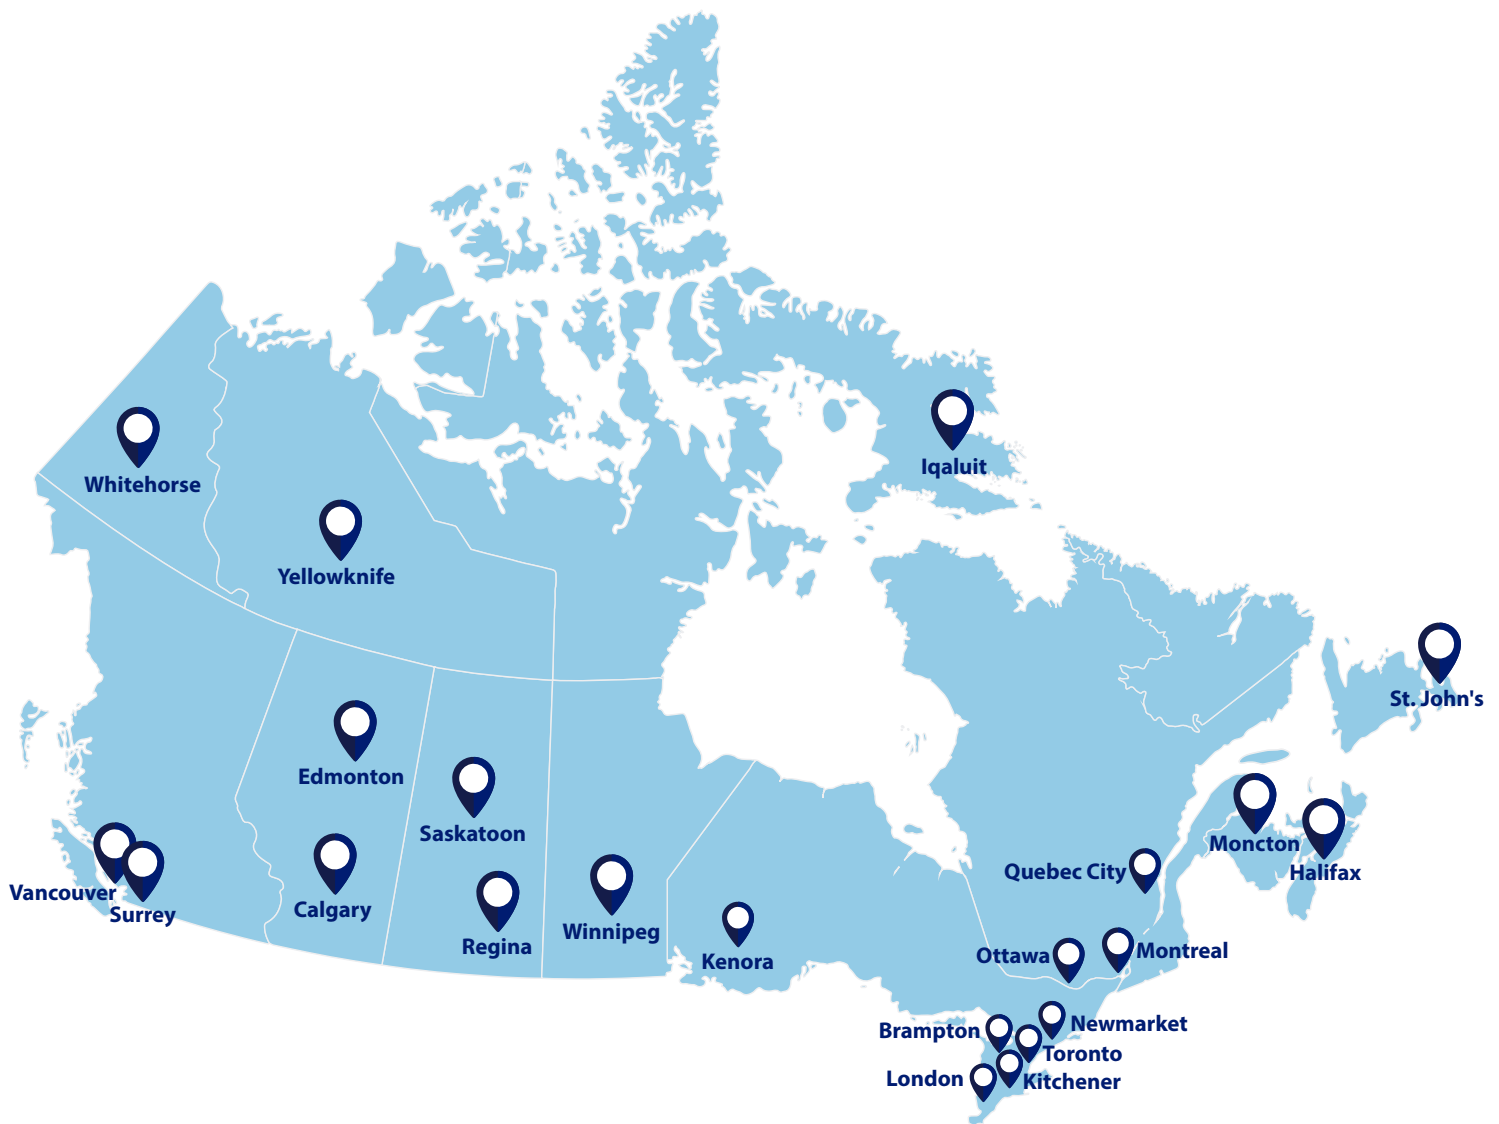 Iqaluit
Whitehorse
Yellowknife
St. John's
Edmonton
Saskatoon
Moncton
Quebec City
Halifax
Vancouver
Surrey
Calgary
Regina
Winnipeg
Kenora
Ottawa
Montreal
Brampton
Newmarket
Toronto
London
Kitchener